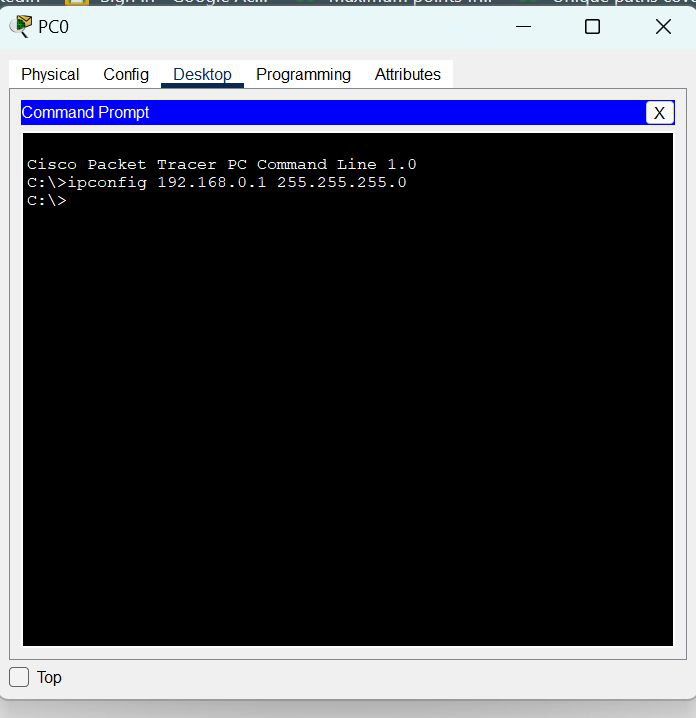 PC0
Physical Config Desktop Programming Attributes
Command Prompt
X
Cisco Packet Tracer PC Command Line 1.0
C:\>ipconfig 192.168.0.1 255.255.255.0
C:\>
Top